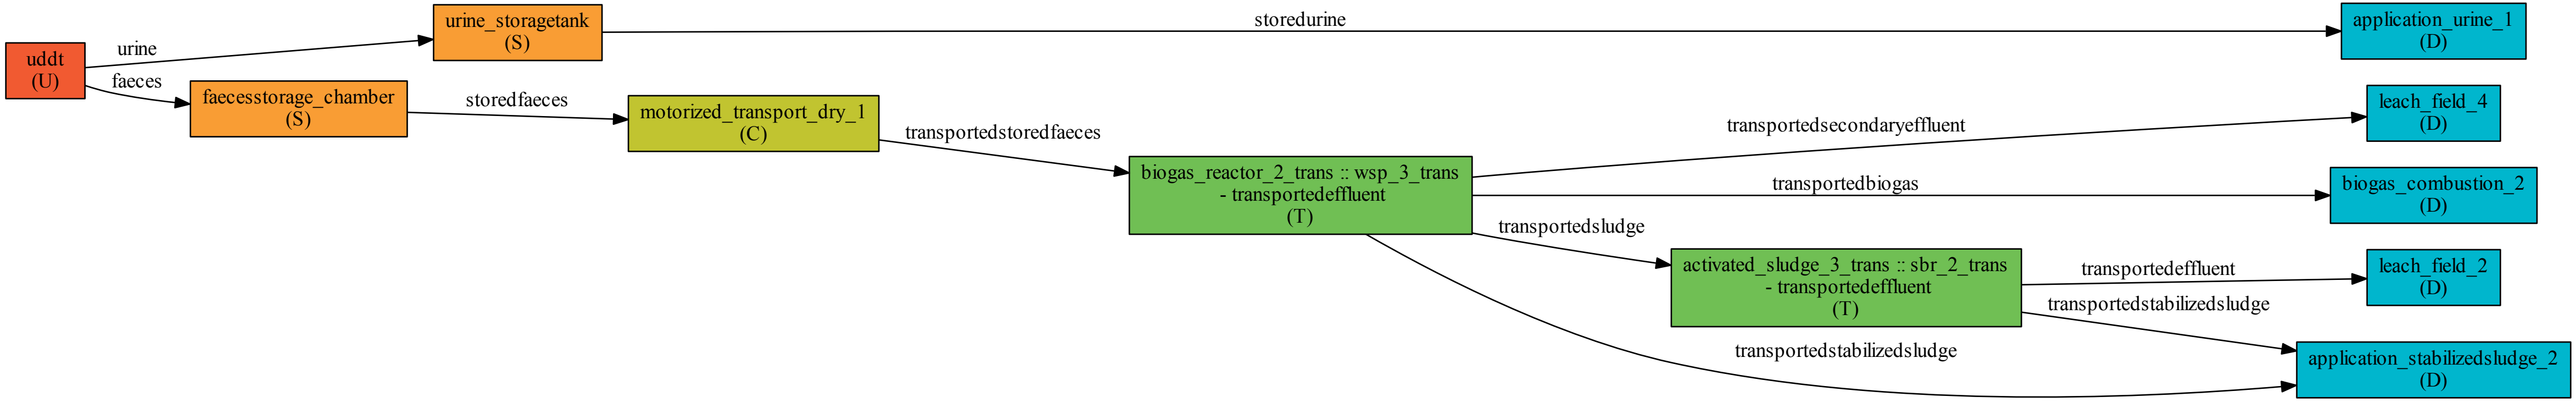 uddt
(U)
urine
faeces
urine_storagetank
(S)
faecesstorage_chamber
(S)
storedurine
storedfaeces
motorized_transport_dry_1
(C)
transportedstoredfaeces
biogas_reactor_2_trans :: wsp_3_trans
- transportedeffluent
(T)
transportedsecondaryeffluent
transportedbiogas
transportedsludge
transportedstabilizedsludge
activated_sludge_3_trans :: sbr_2_trans
- transportedeffluent
(T)
transportedeffluent
transportedstabilizedsludge
application_urine_1
(D)
leach_field_4
(D)
biogas_combustion_2
(D)
leach_field_2
(D)
application_stabilizedsludge_2
(D)